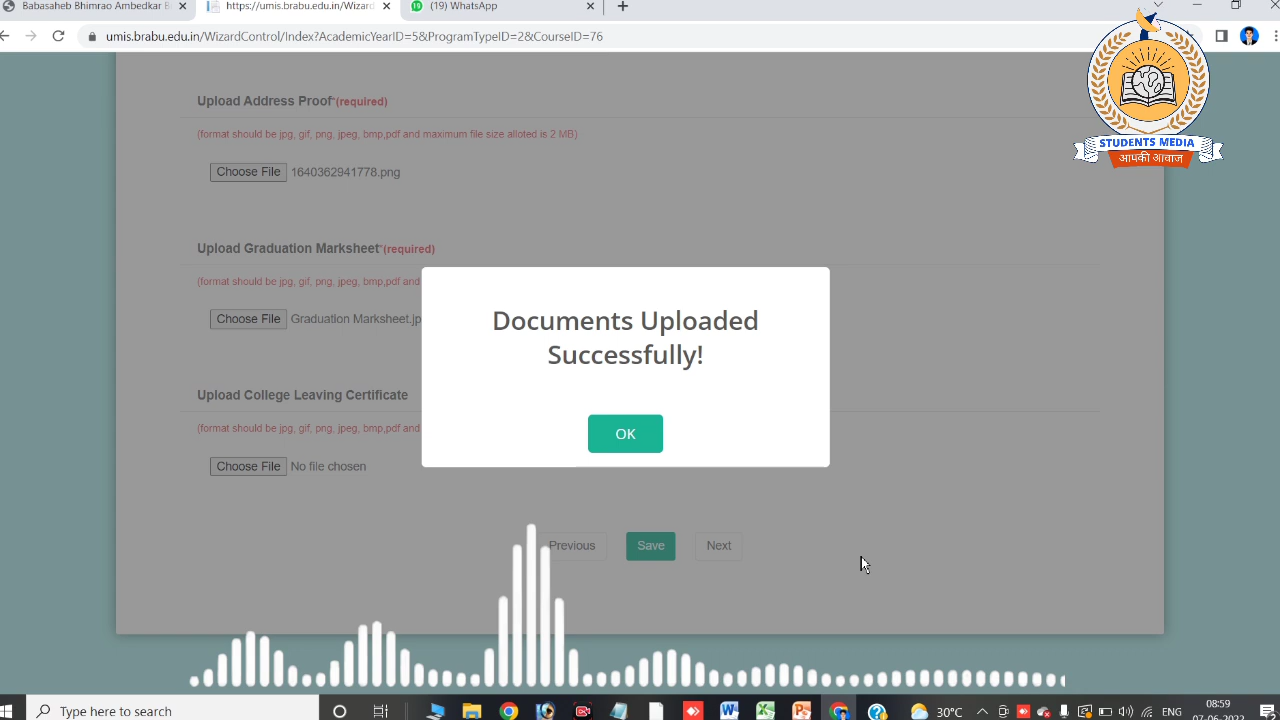 Babasaheb Bhimrao Ambedkar B
https://umis.brabu.edu.in/Wizard
(19) WhatsApp
umis.brabu.edu.in/WizardControl/Index?AcademicYearID=5&ProgramTypeID=2&CourseID=76
STUDENTS MEDIA
आपकी आवाज
Upload Address Proof*(required)
(format should be jpg, gif, png, jpeg, bmp,pdf and maximum file size alloted is 2 MB)
Choose File 1640362941778.png
Upload Graduation Marksheet*(required)
(format should be jpg, gif, png, jpeg, bmp,pdf and
Choose File Graduation Marksheet.jp
Documents Uploaded
Successfully!
OK
Upload College Leaving Certificate
(format should be jpg, gif, png, jpeg, bmp,pdf and
Choose File No file chosen
Previous Save Next
Type here to search
30°C
ENG
08:59
07-06-2022